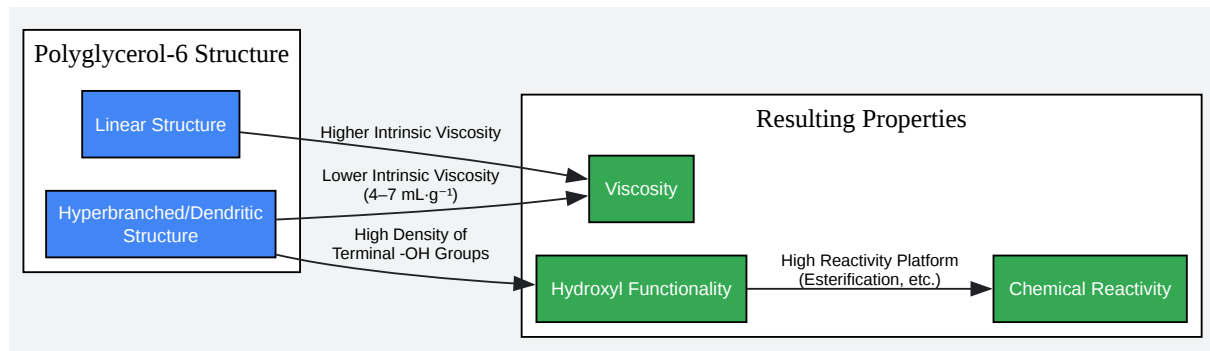 Polyglycerol-6 Structure
Linear Structure
Hyperbranched/Dendritic
Structure
Higher Intrinsic Viscosity
Lower Intrinsic Viscosity
(4–7 mL·g⁻¹)
High Density of
Terminal -OH Groups
Resulting Properties
Viscosity
Hydroxyl Functionality
High Reactivity Platform
(Esterification, etc.)
Chemical Reactivity